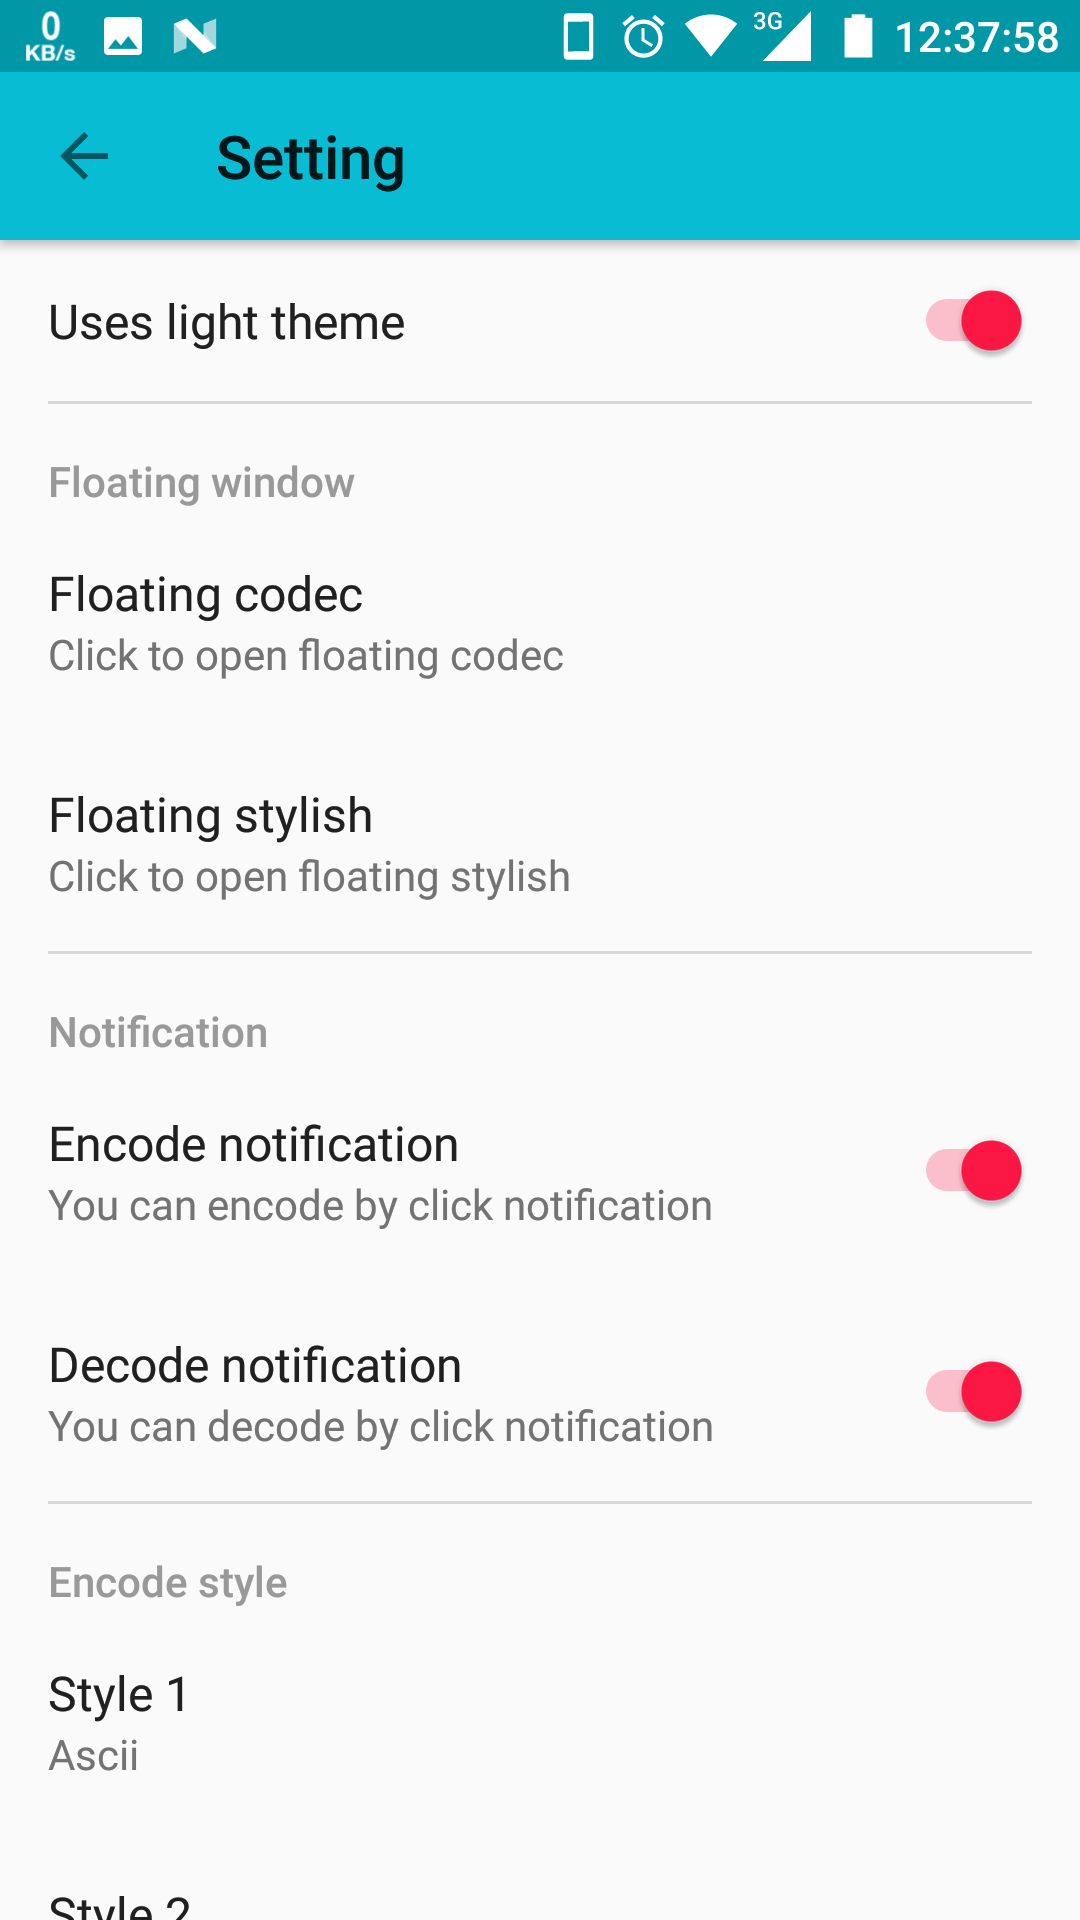 0
KB/s
3G
12:37:58
Setting
Uses light theme
Floating window
Floating codec
Click to open floating codec
Floating stylish
Click to open floating stylish
Notification
Encode notification
You can encode by click notification
Decode notification
You can decode by click notification
Encode style
Style 1
Ascii
Style 2